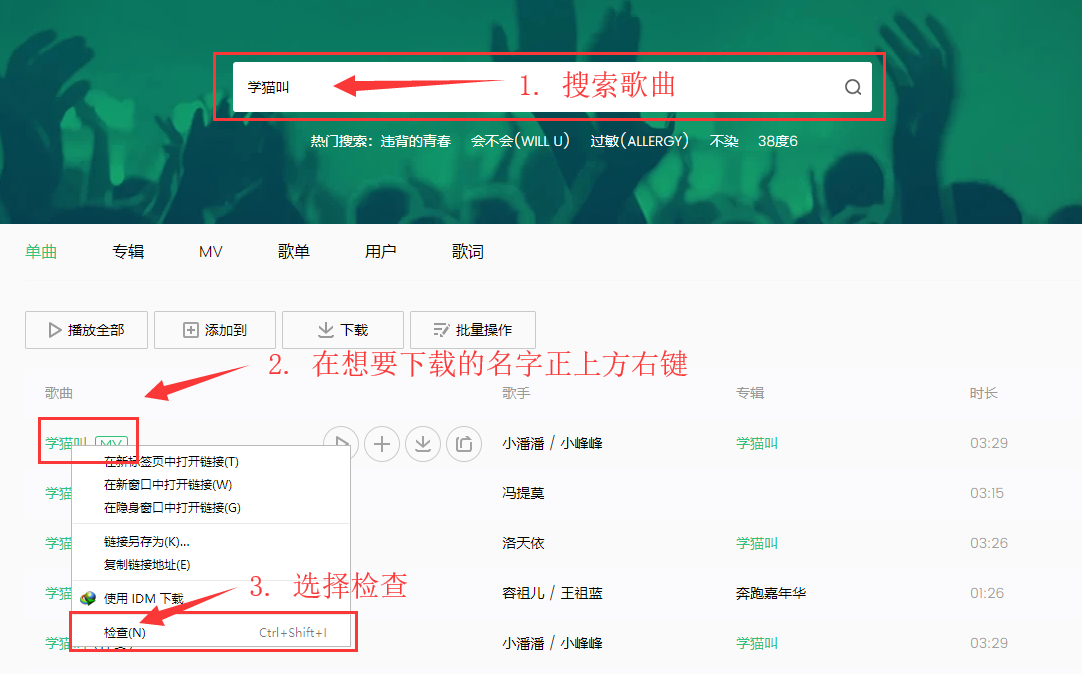 学猫叫
1. 搜索歌曲
热门搜索: 违背的青春 会不会(WILL U) 过敏(ALLERGY) 不染 38度6
单曲 专辑 MV 歌单 用户 歌词
播放全部 添加到 下载 批量操作
2. 在想要下载的名字正上方右键
歌曲 歌手 专辑 时长
学猫叫 MV 小潘潘 / 小峰峰 学猫叫 03:29
在新标签页中打开链接(T)
在新窗口中打开链接(W)
学猫 冯提莫 03:15
在隐身窗口中打开链接(G)
链接另存为(K)...
学猫 洛天依 学猫叫 03:26
复制链接地址(E)
3. 选择检查
学猫 容祖儿 / 王祖蓝 奔跑嘉年华 01:26
使用 IDM 下载
检查(N) Ctrl+Shift+I
学猫 小潘潘 / 小峰峰 学猫叫 03:29